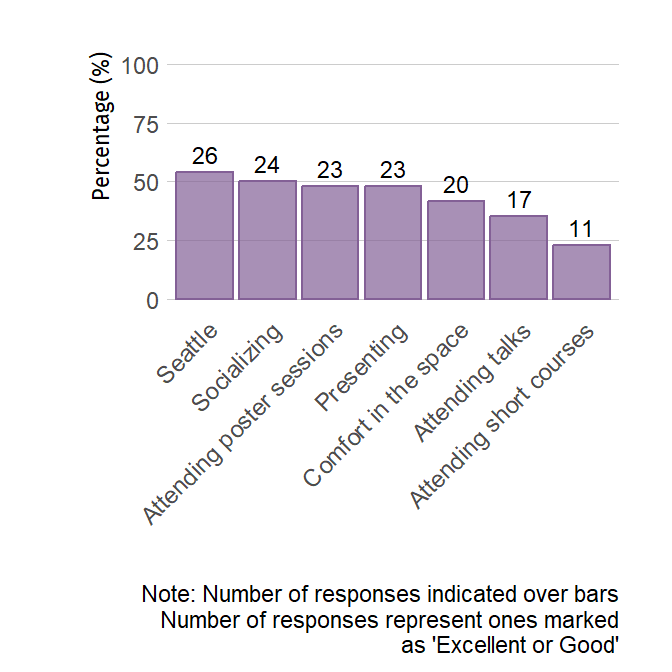 Percentage (%)
100
75
50
25
0
26
24
23
23
20
17
11
Seattle
Socializing
Attending poster sessions
Presenting
Comfort in the space
Attending talks
Attending short courses
Note: Number of responses indicated over bars
Number of responses represent ones marked
as 'Excellent or Good'